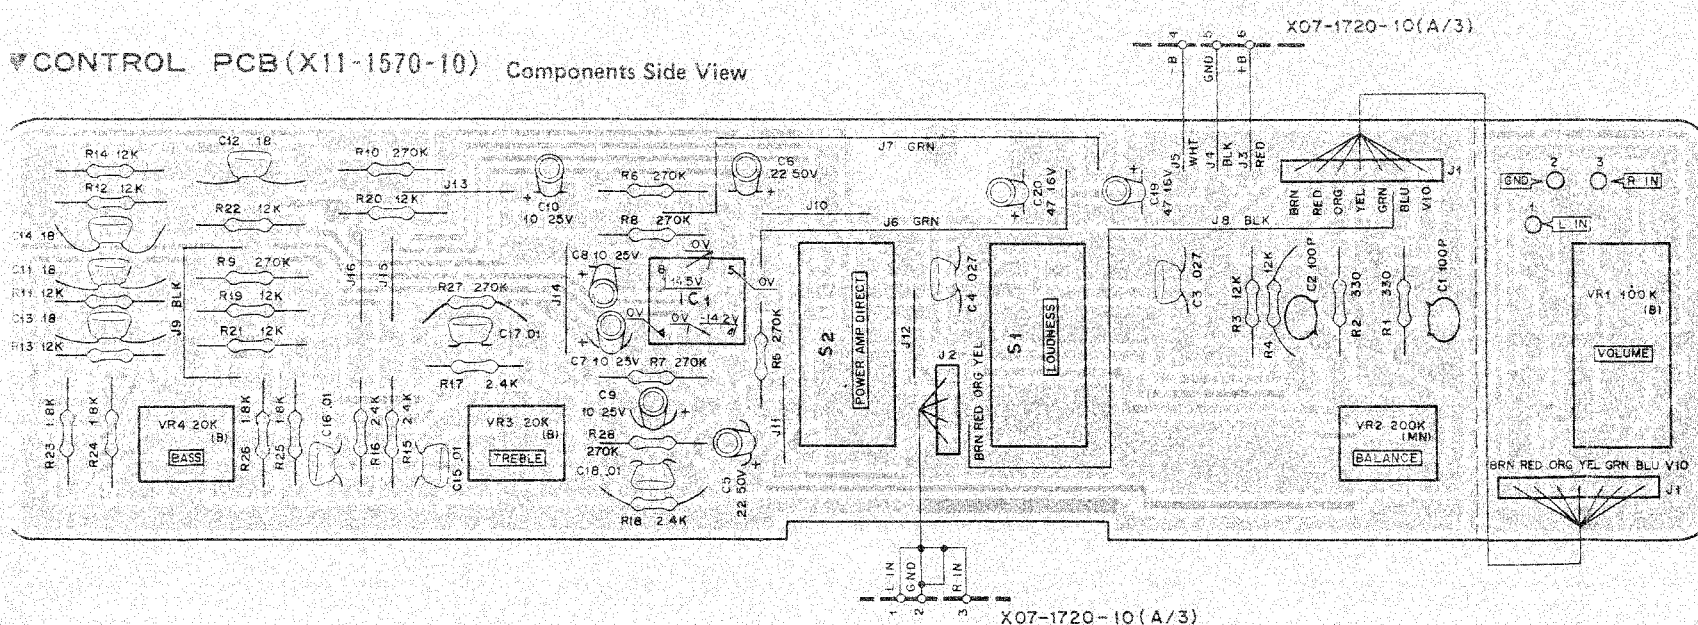 ▼CONTROL PCB(X11-1570-10) Components Side View
X07-1720-10(A/3)
4 5 6
-B GND +B
J5 WHT
J4 BLK
J3 RED
R14 12K
R12 12K
C12 .18
R22 12K
C14 .18
C11 .18
R11 12K
C13 .18
R13 12K
J9 BLK
R9 270K
R19 12K
R21 12K
R10 270K
J13
R20 12K
J16
J15
R27 270K
C17 .01
R17 2.4K
C10
10 25V
J14
R6 270K
R8 270K
C8 10 25V
C7 10 25V
R7 270K
0V
8
5
14.5V
IC1
0V
0V
0V
-14.2V
4
C6
.22 50V
J7 GRN
J10
J6 GRN
C20
47 16V
C19
47 16V
J8 BLK
BRN
RED
ORG
YEL
GRN
BLU
VIO
J1
2
GND
3
R IN
1
L IN
S2
POWER AMP DIRECT
C4 .027
J12
S1
LOUDNESS
C3 .027
R3 12K
R4 12K
C2 100P
R2 330
R1 330
C1 100P
VR1 100K
(B)
VOLUME
J2
BRN RED ORG YEL
R23 1.8K
R24 1.8K
VR4 20K
(B)
BASS
R26 1.8K
R25 1.8K
C16 .01
R16 2.4K
R15 2.4K
C15 .01
VR3 20K
(B)
TREBLE
C9
10 25V
R28
270K
C18 .01
R18 2.4K
C5
.22 50V
J11
VR2 200K
(MN)
BALANCE
BRN RED ORG YEL GRN BLU VIO
J1
L IN
GND
R IN
1 2 3
X07-1720-10(A/3)